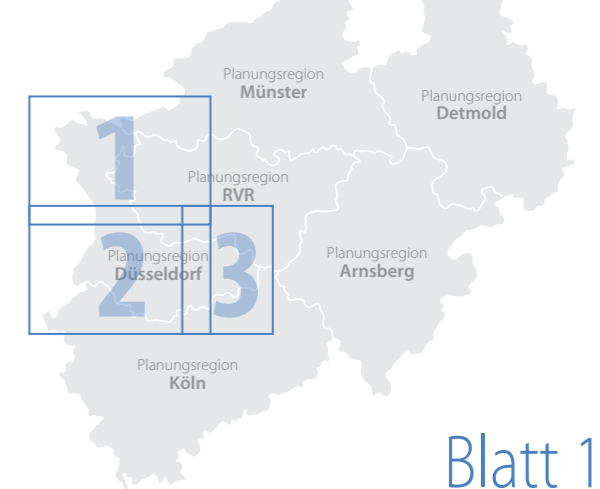 Planungsregion
Münster
Planungsregion
Detmold
1
Planungsregion
RVR
2
3
Planungsregion
Düsseldorf
Planungsregion
Arnsberg
Planungsregion
Köln
Blatt 1